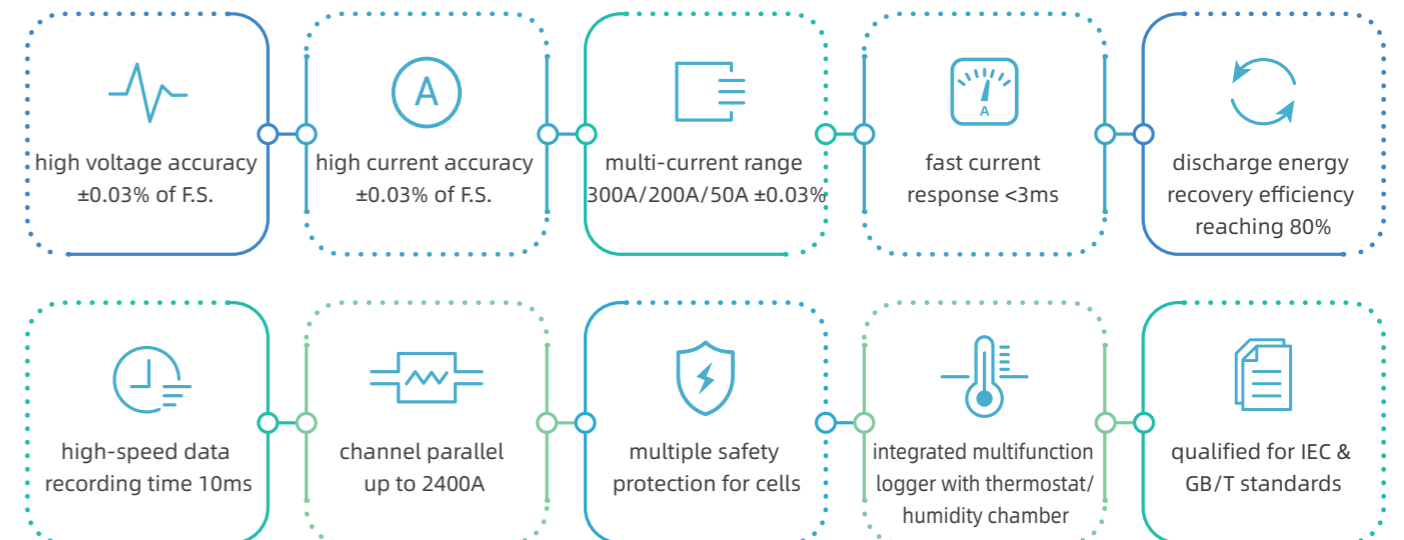 A
A
high voltage accuracy
±0.03% of F.S.
high current accuracy
±0.03% of F.S.
multi-current range
300A/200A/50A ±0.03%
fast current
response <3ms
discharge energy
recovery efficiency
reaching 80%
high-speed data
recording time 10ms
channel parallel
up to 2400A
multiple safety
protection for cells
integrated multifunction
logger with thermostat/
humidity chamber
qualified for IEC &
GB/T standards